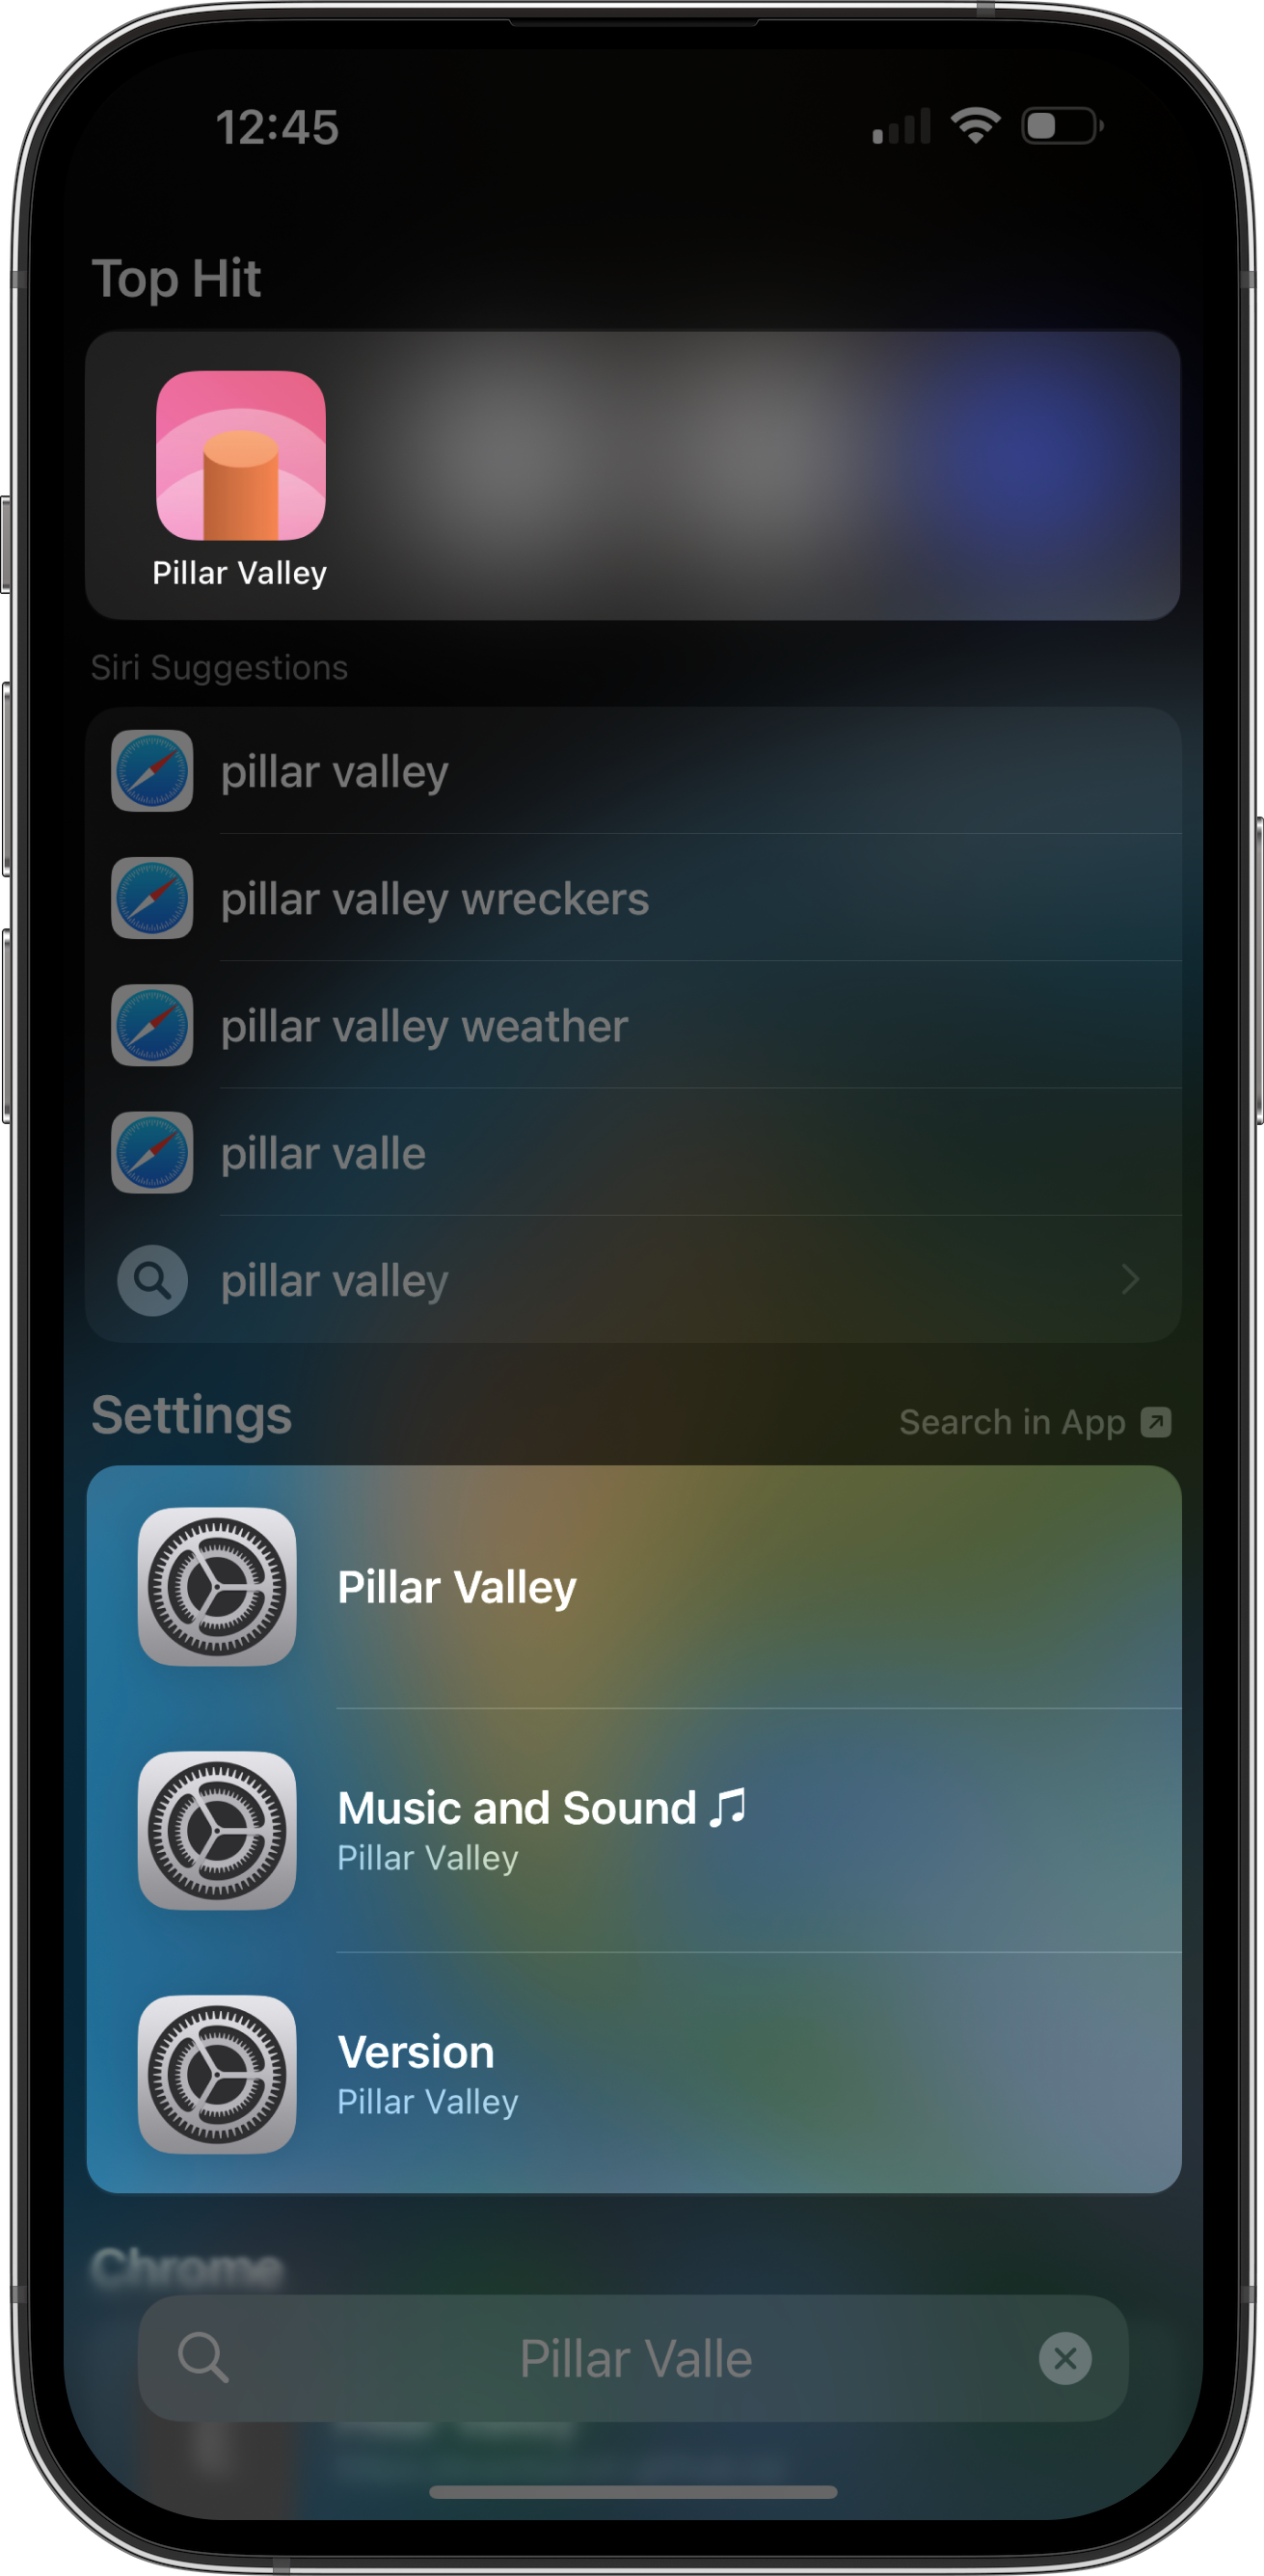 12:45
Top Hit
Pillar Valley
Siri Suggestions
pillar valley
pillar valley wreckers
pillar valley weather
pillar valle
pillar valley
Settings
Search in App
Pillar Valley
Music and Sound 🎵
Pillar Valley
Version
Pillar Valley
Chrome
Pillar Valle